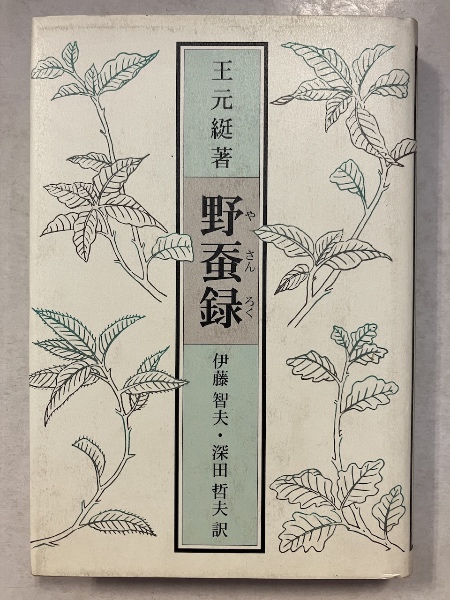 王元綎著
野蚕録
やさんろく
伊藤智夫・深田哲夫訳